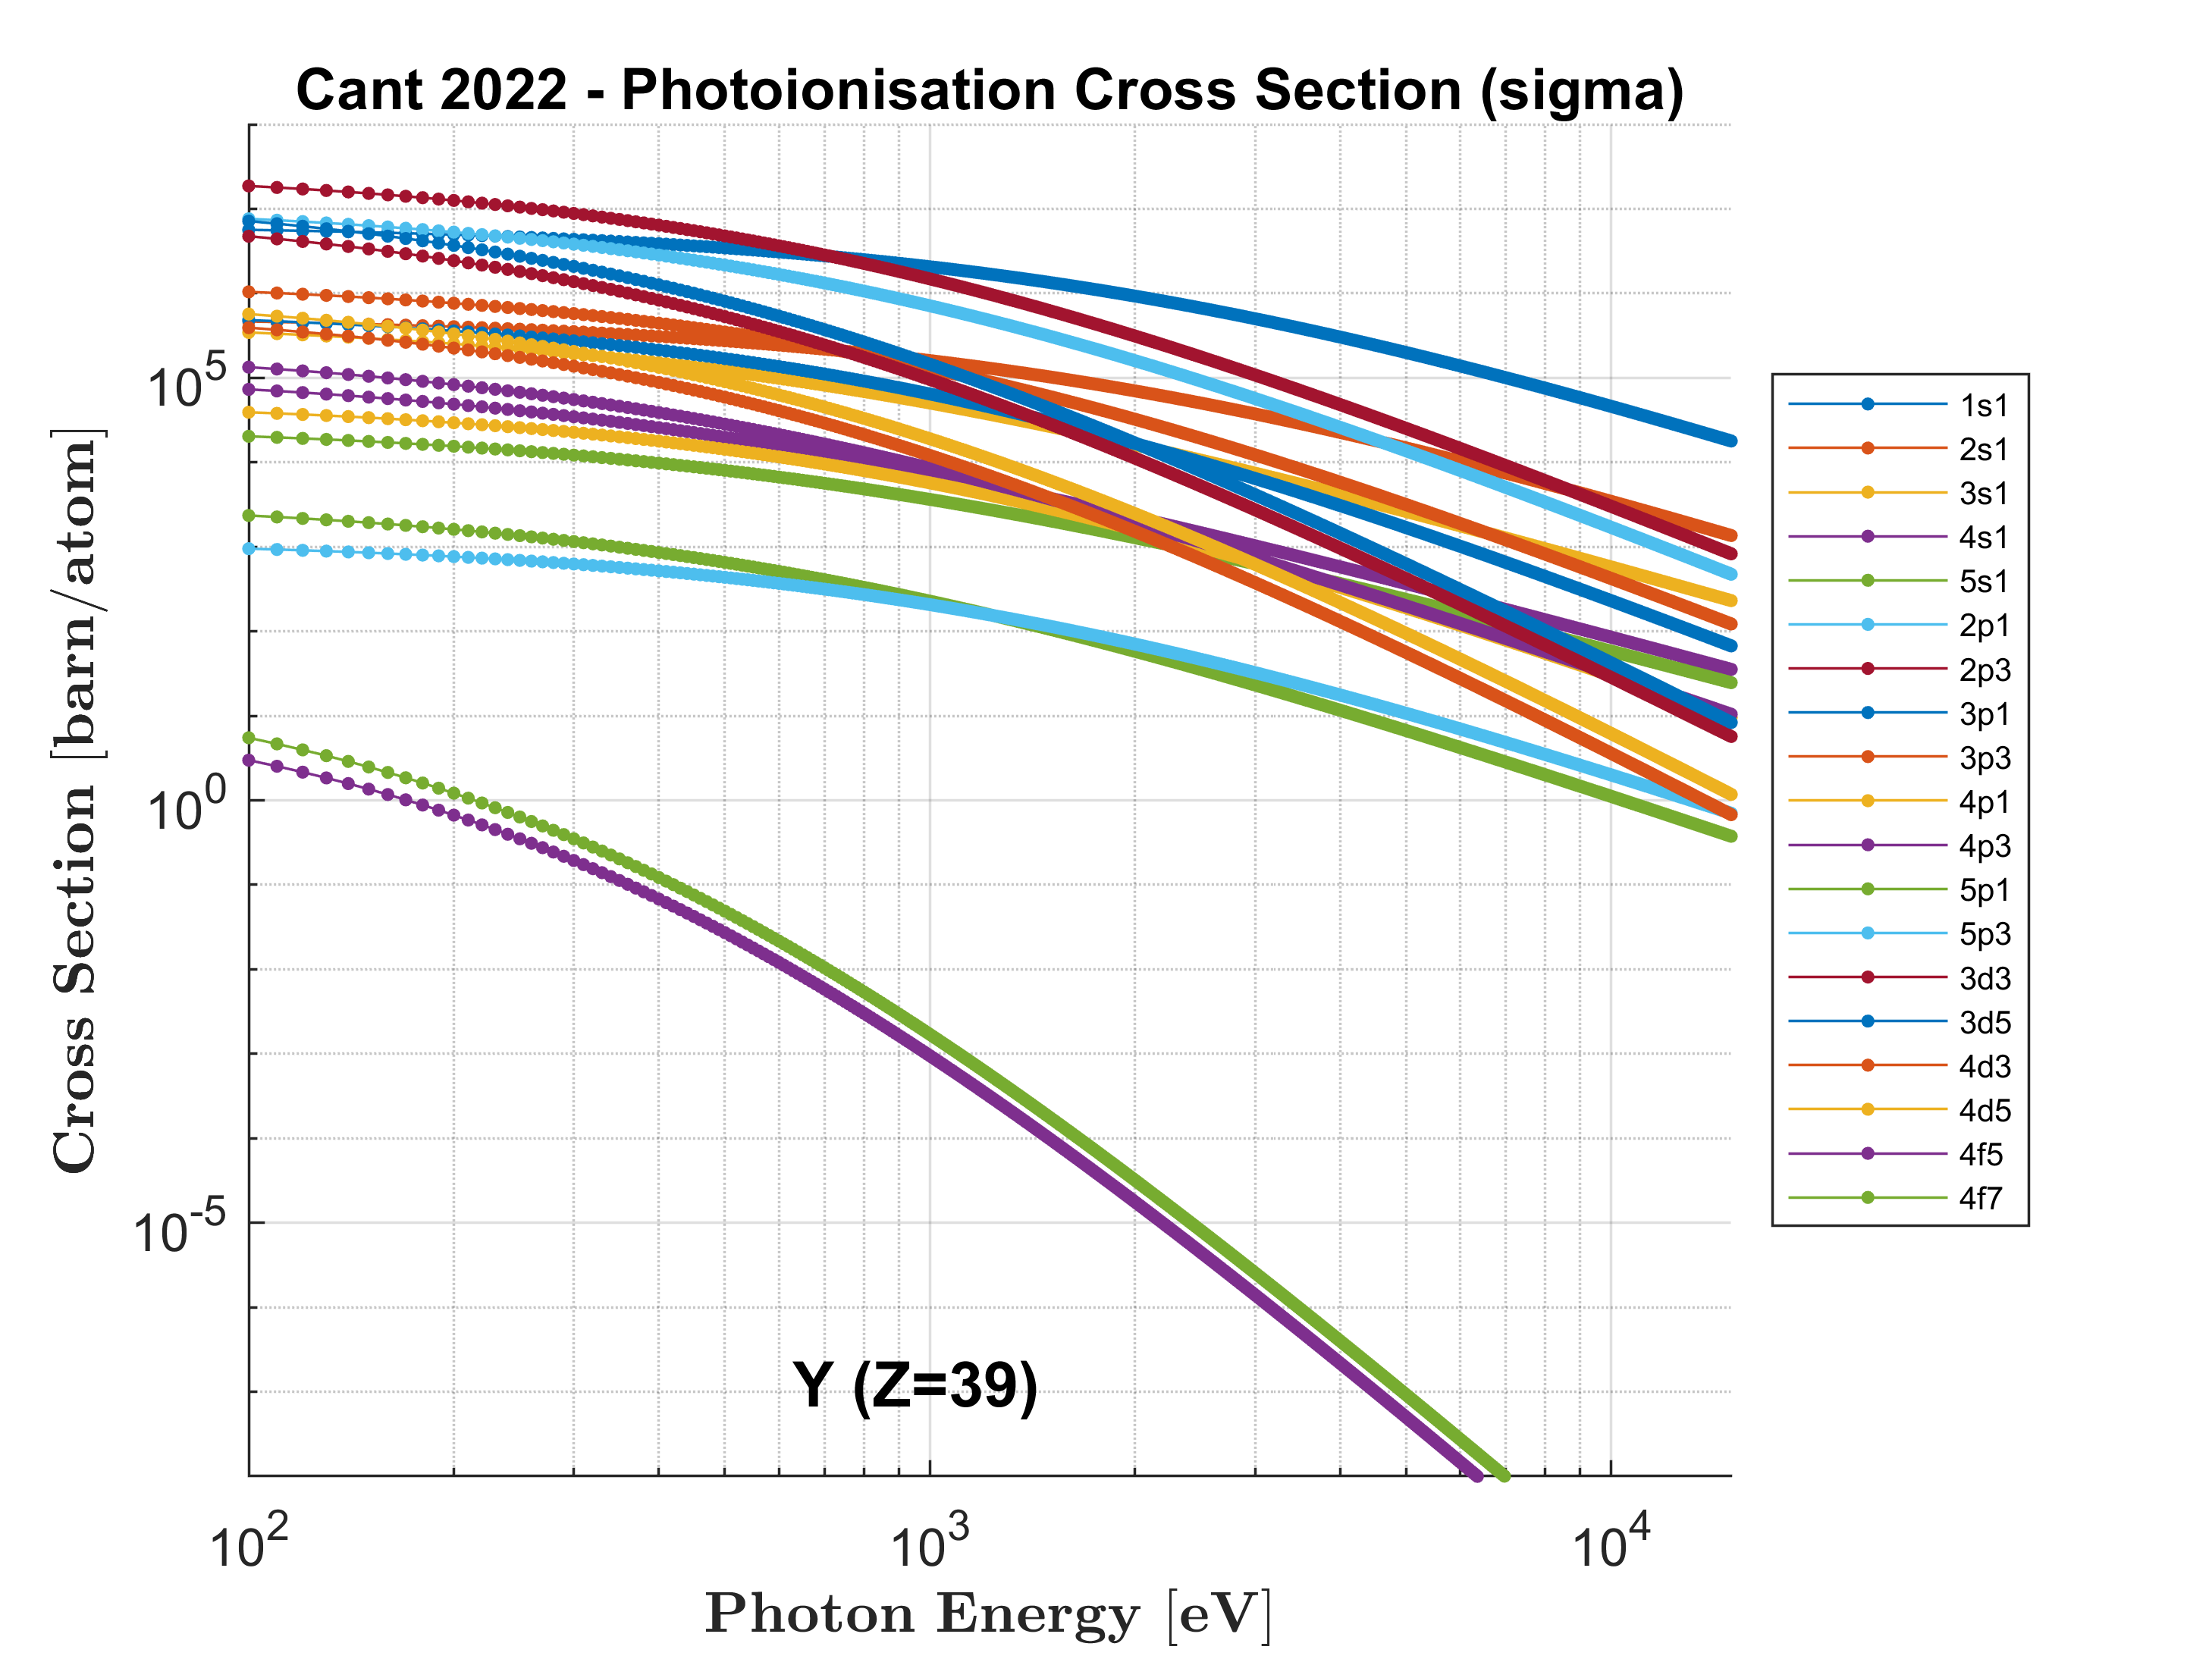 Cant 2022 - Photoionisation Cross Section (sigma)
Cross Section [barn/atom]
10^5
10^0
10^-5
10^2
10^3
10^4
Photon Energy [eV]
Y (Z=39)
1s1
2s1
3s1
4s1
5s1
2p1
2p3
3p1
3p3
4p1
4p3
5p1
5p3
3d3
3d5
4d3
4d5
4f5
4f7